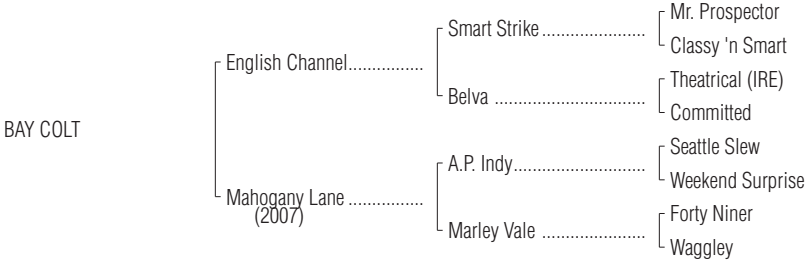 Mr. Prospector
Smart Strike......................
Classy 'n Smart
English Channel................
Theatrical (IRE)
Belva ................................
Committed
BAY COLT
Seattle Slew
A.P. Indy............................
Weekend Surprise
Mahogany Lane ................
(2007)
Forty Niner
Marley Vale ......................
Waggley